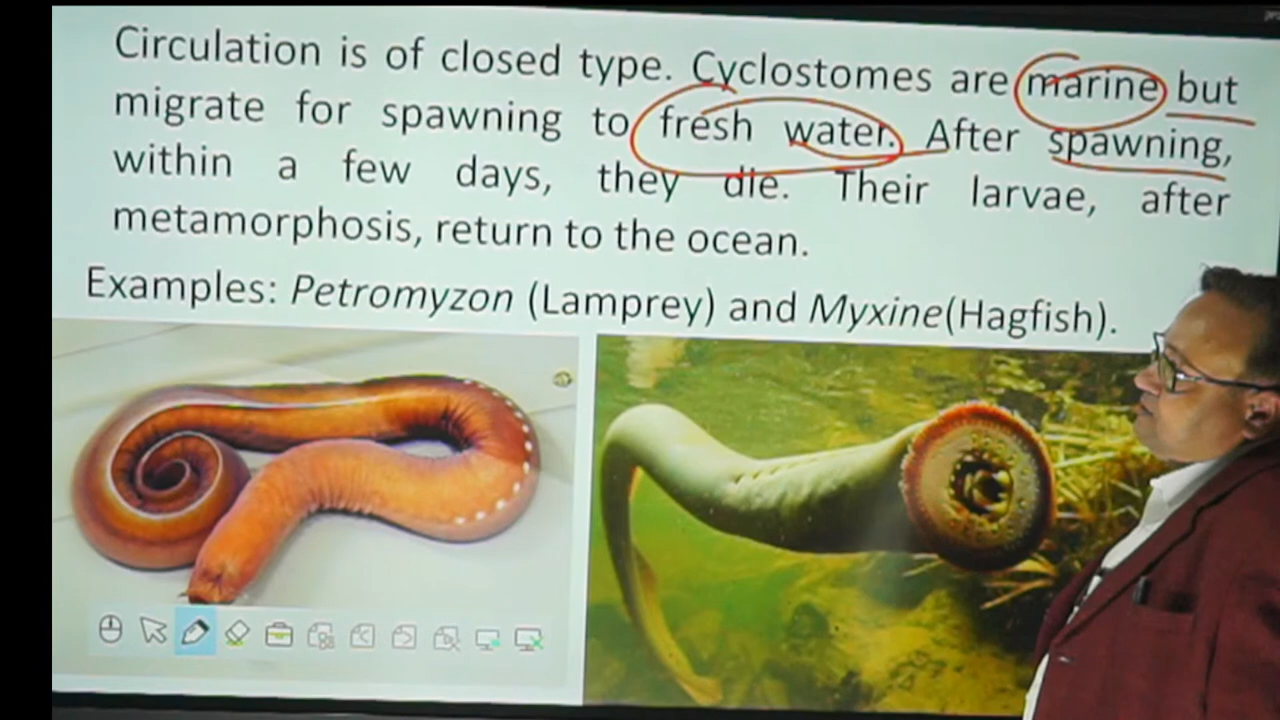 Circulation is of closed type. Cyclostomes are marine but
migrate for spawning to fresh water. After spawning,
within a few days, they die. Their larvae, after
metamorphosis, return to the ocean.
Examples: Petromyzon (Lamprey) and Myxine(Hagfish).